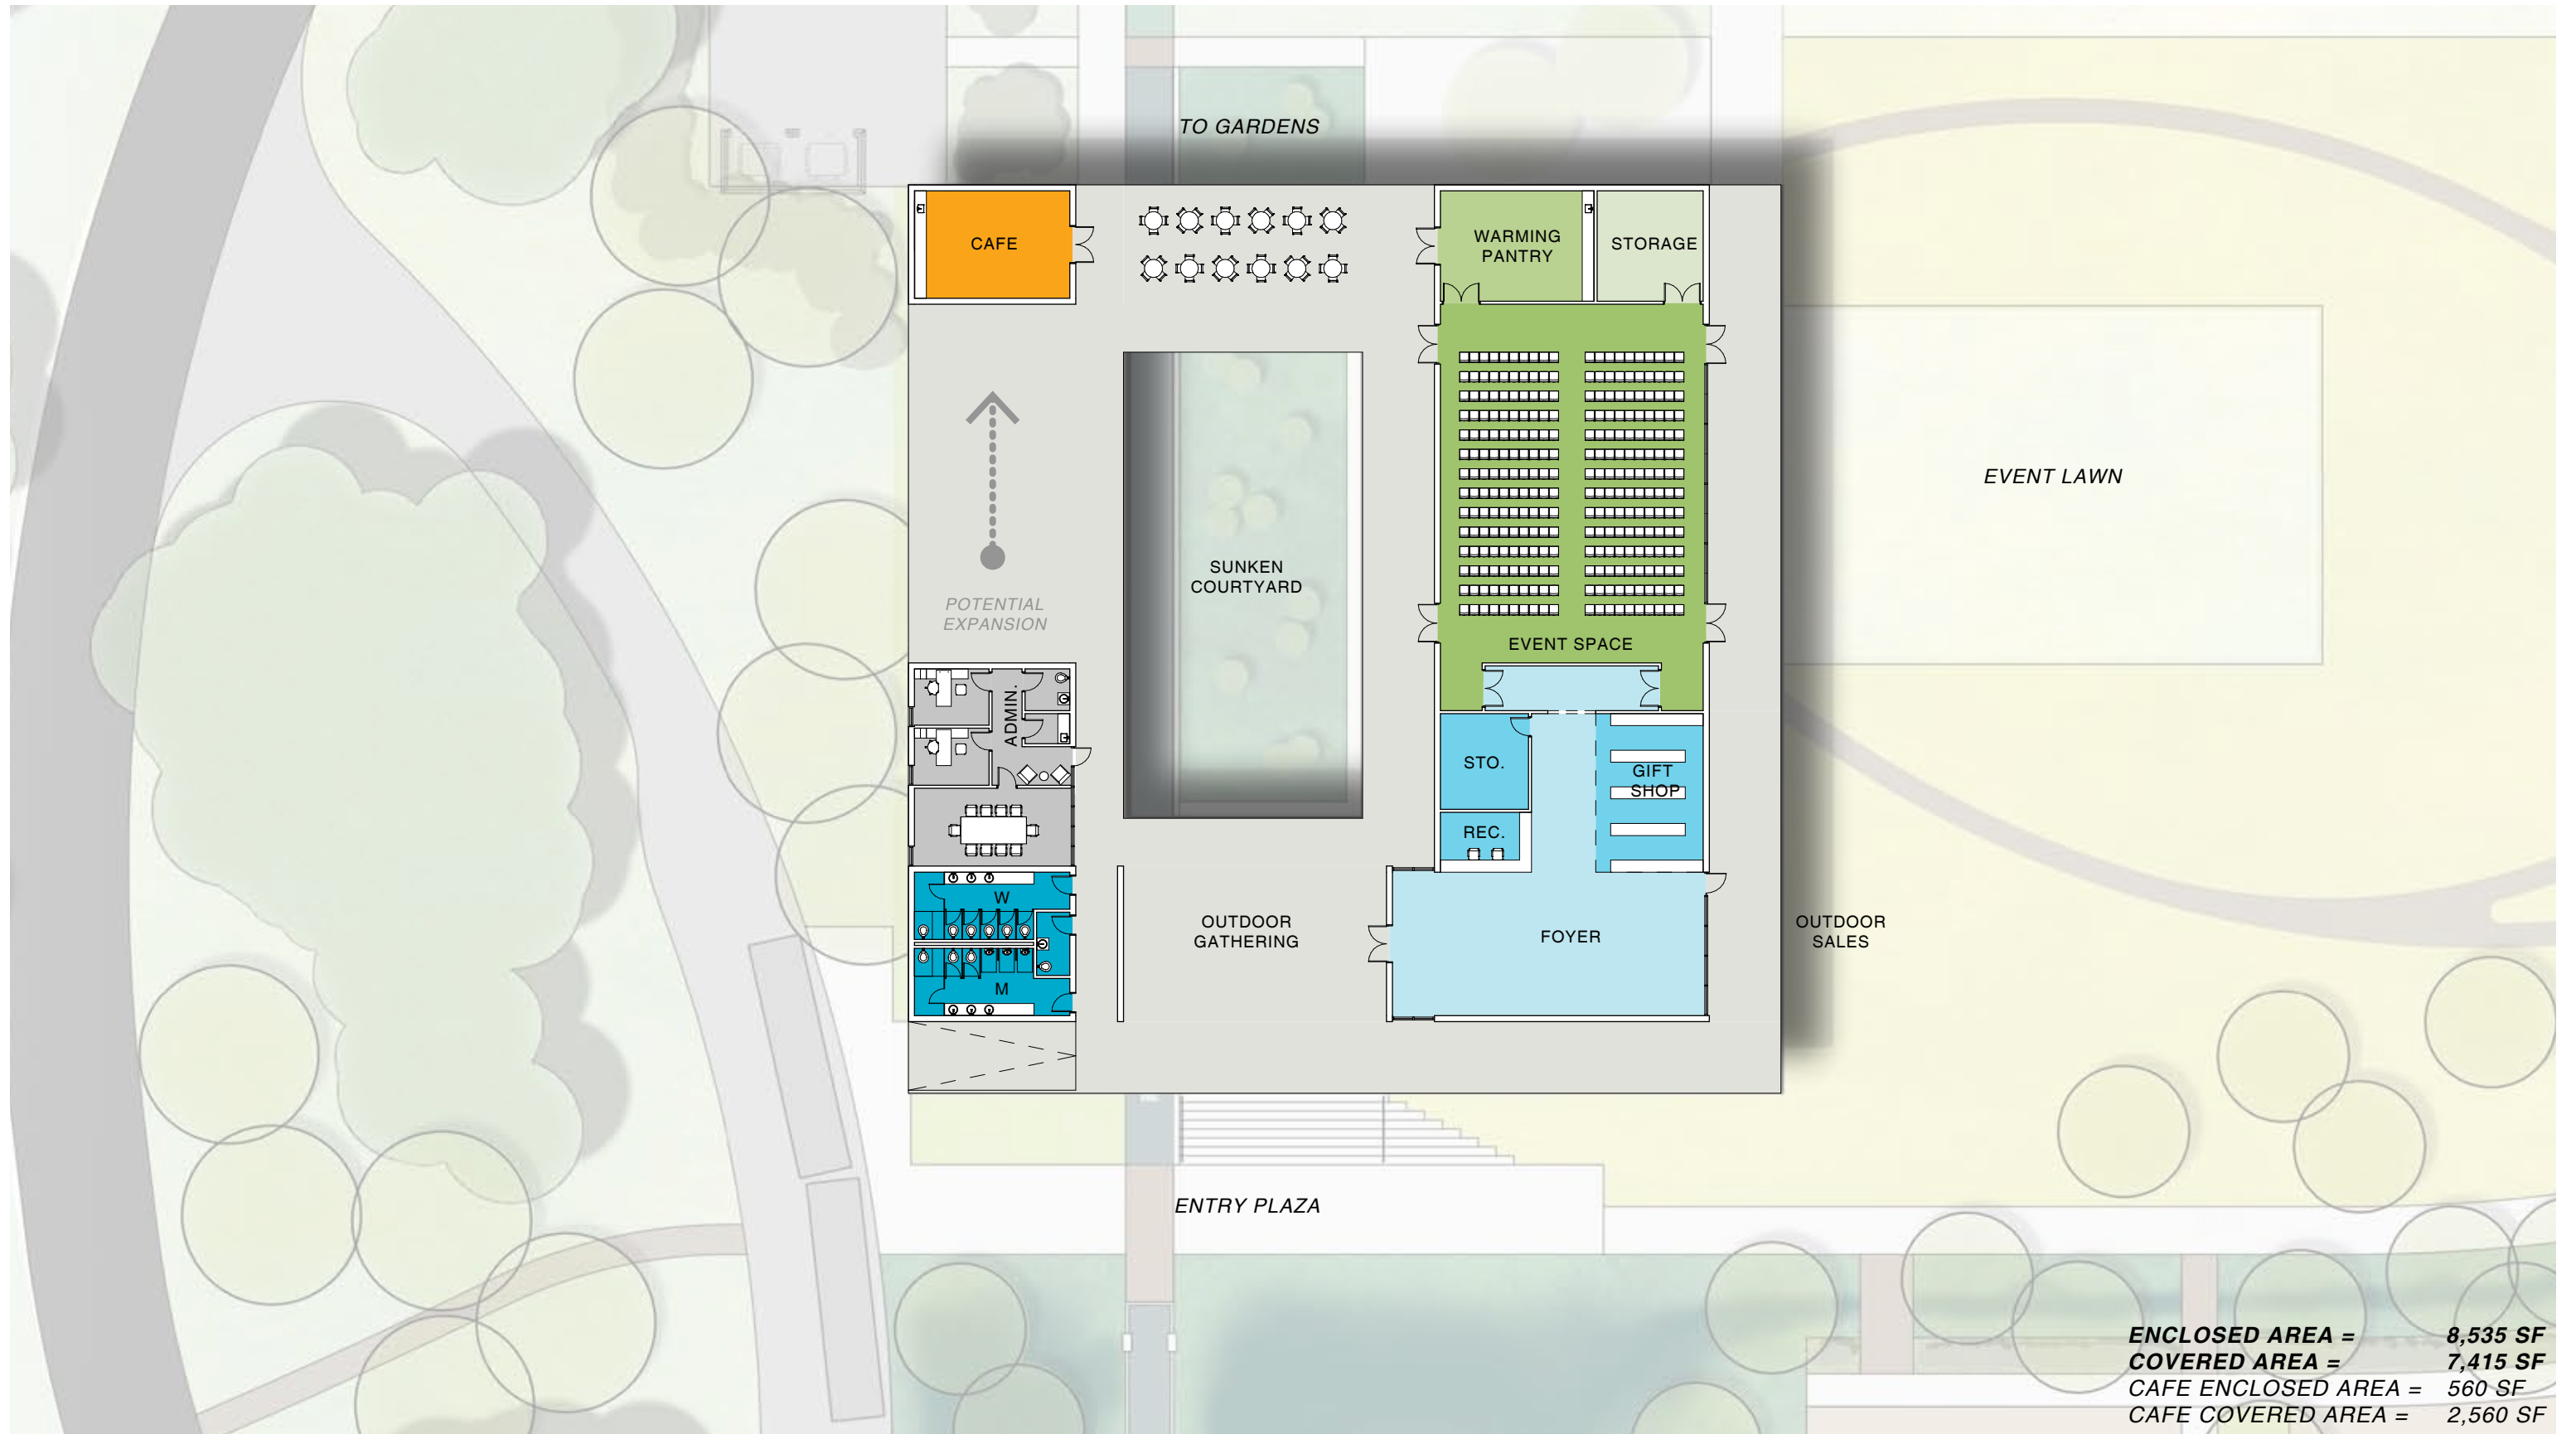 TO GARDENS
CAFE
WARMING
PANTRY
STORAGE
EVENT LAWN
SUNKEN
COURTYARD
POTENTIAL
EXPANSION
EVENT SPACE
ADMIN.
STO.
GIFT
SHOP
REC.
W
OUTDOOR
GATHERING
FOYER
OUTDOOR
SALES
M
ENTRY PLAZA
ENCLOSED AREA = 8,535 SF
COVERED AREA = 7,415 SF
CAFE ENCLOSED AREA = 560 SF
CAFE COVERED AREA = 2,560 SF